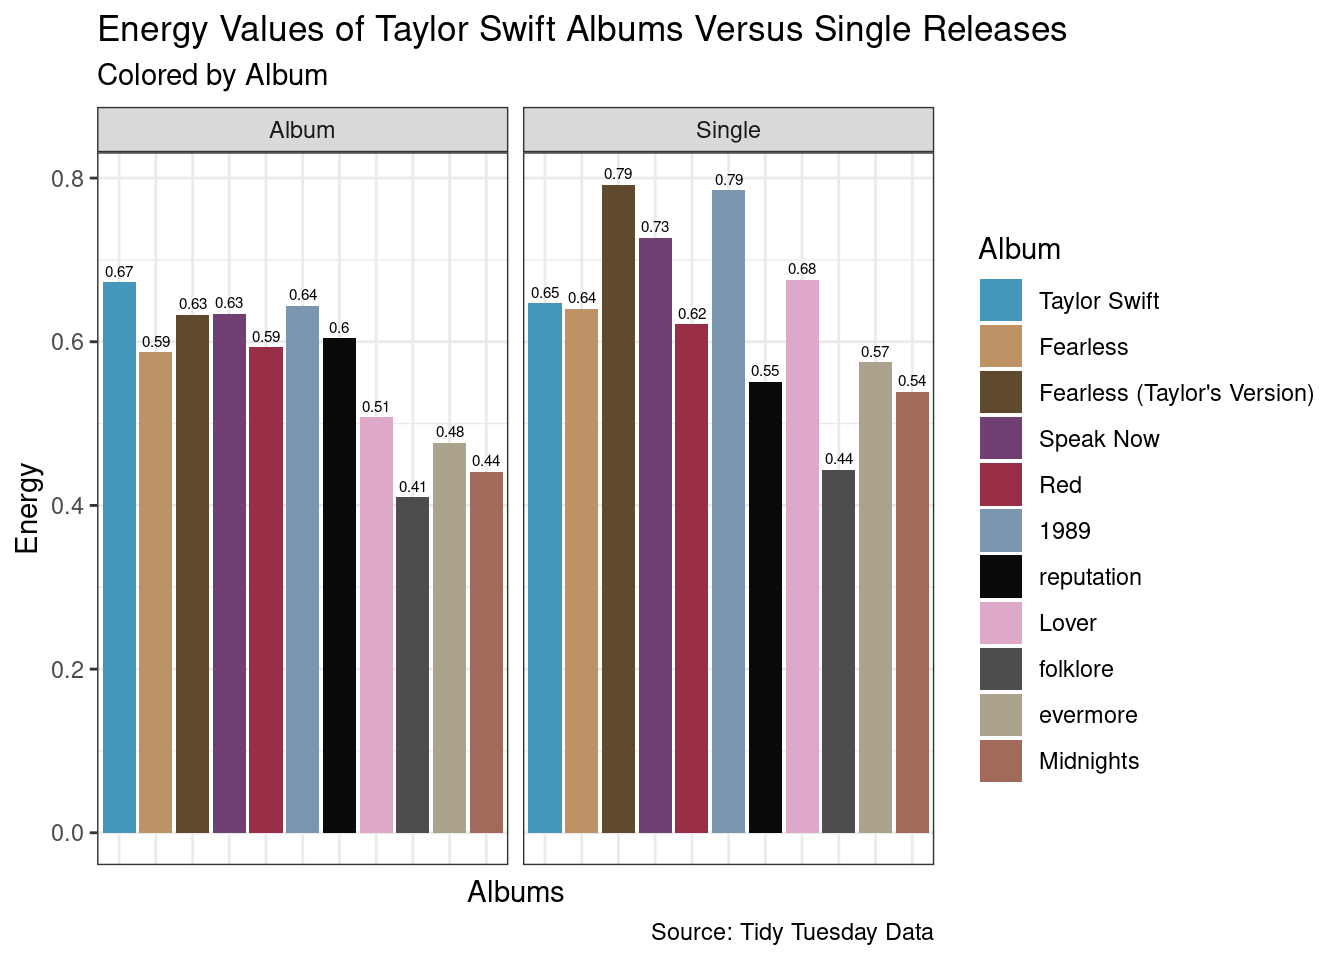 Energy Values of Taylor Swift Albums Versus Single Releases
Colored by Album
Album
Single
0.8
0.6
0.4
0.2
0.0
Energy
0.67
0.59
0.63
0.63
0.59
0.64
0.6
0.51
0.41
0.48
0.44
0.65
0.64
0.79
0.73
0.62
0.79
0.55
0.68
0.44
0.57
0.54
Albums
Source: Tidy Tuesday Data
Album
Taylor Swift
Fearless
Fearless (Taylor's Version)
Speak Now
Red
1989
reputation
Lover
folklore
evermore
Midnights